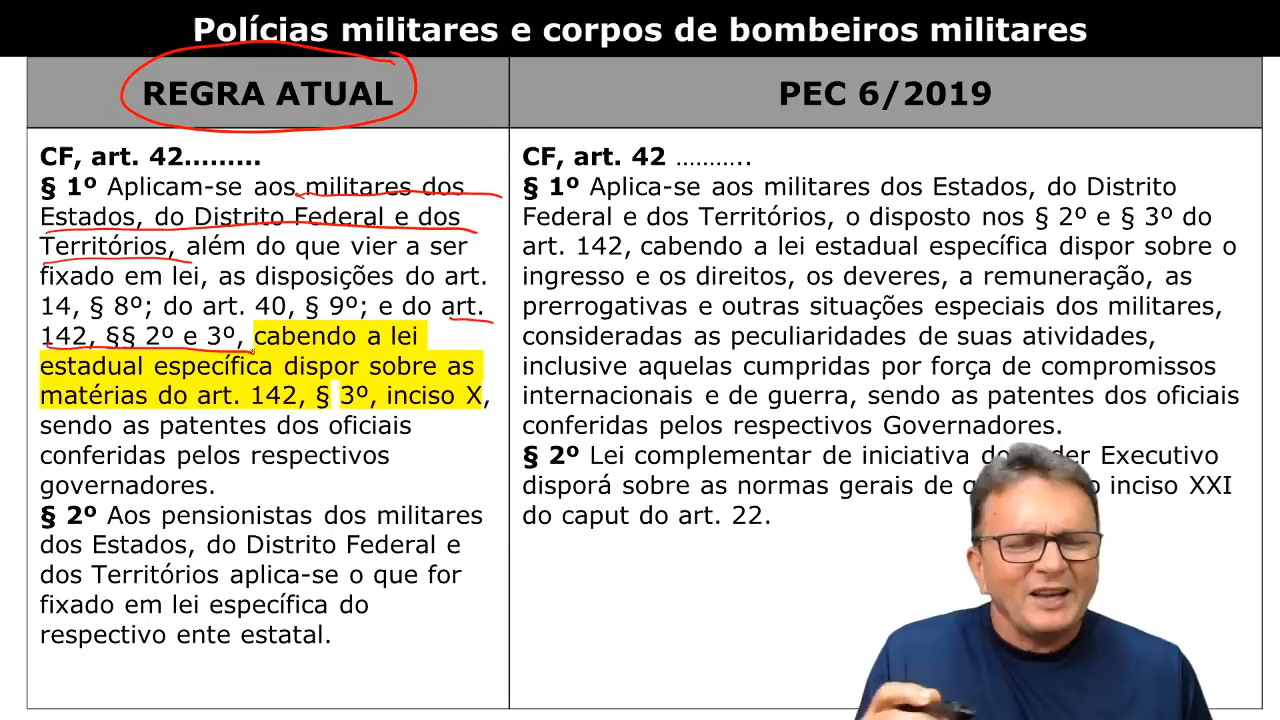 Polícias militares e corpos de bombeiros militares
REGRA ATUAL
CF, art. 42.........
§ 1º Aplicam-se aos militares dos
Estados, do Distrito Federal e dos
Territórios, além do que vier a ser
fixado em lei, as disposições do art.
14, § 8º; do art. 40, § 9º; e do art.
142, §§ 2º e 3º, cabendo a lei
estadual específica dispor sobre as
matérias do art. 142, § 3º, inciso X,
sendo as patentes dos oficiais
conferidas pelos respectivos
governadores.
§ 2º Aos pensionistas dos militares
dos Estados, do Distrito Federal e
dos Territórios aplica-se o que for
fixado em lei específica do
respectivo ente estatal.
PEC 6/2019
CF, art. 42 ………..
§ 1º Aplica-se aos militares dos Estados, do Distrito
Federal e dos Territórios, o disposto nos § 2º e § 3º do
art. 142, cabendo a lei estadual específica dispor sobre o
ingresso e os direitos, os deveres, a remuneração, as
prerrogativas e outras situações especiais dos militares,
consideradas as peculiaridades de suas atividades,
inclusive aquelas cumpridas por força de compromissos
internacionais e de guerra, sendo as patentes dos oficiais
conferidas pelos respectivos Governadores.
§ 2º Lei complementar de iniciativa Executivo
disporá sobre as normas gerais de inciso XXI
do caput do art. 22.